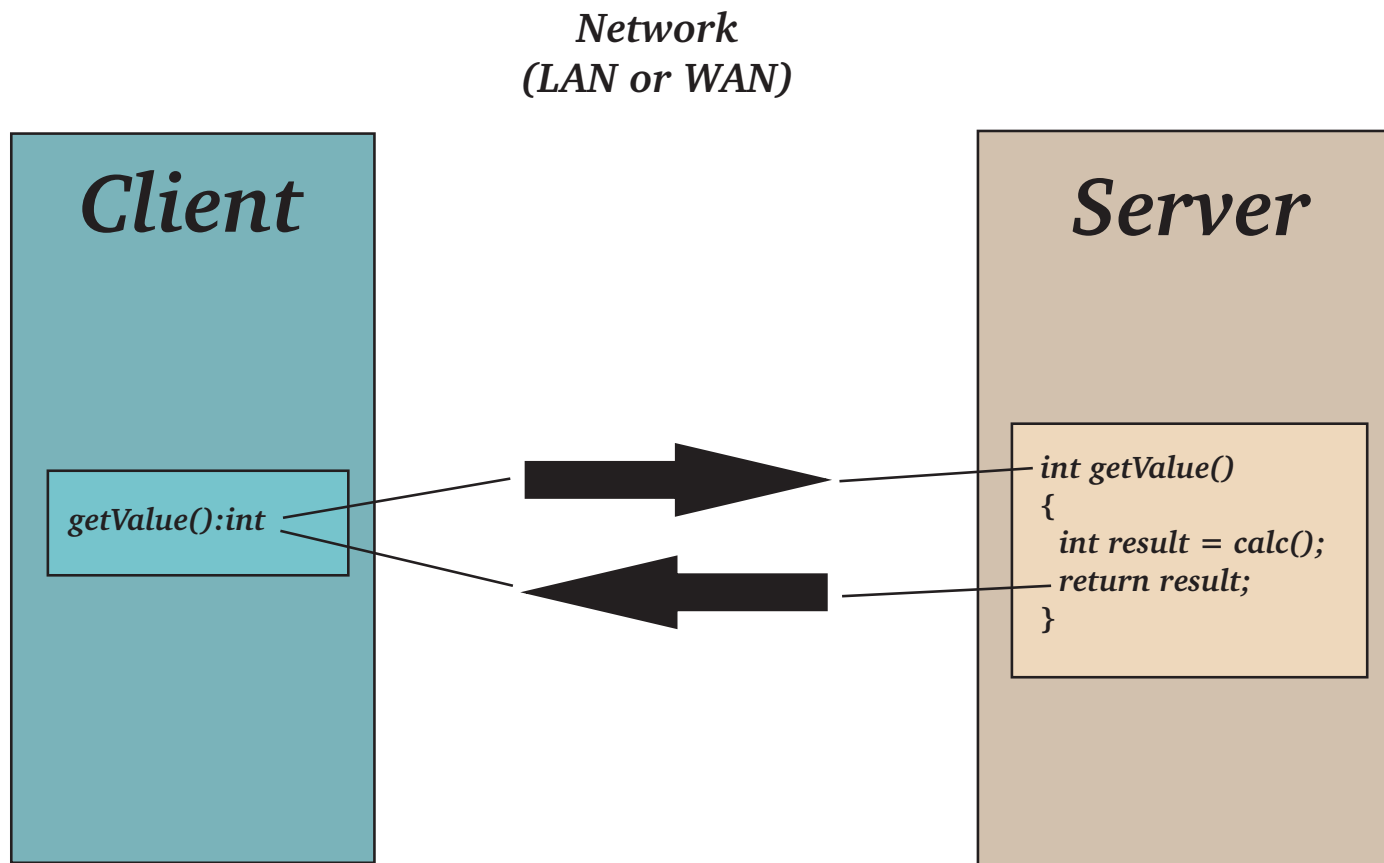 Network
(LAN or WAN)
Client
Server
getValue():int
int getValue()
{
int result = calc();
return result;
}